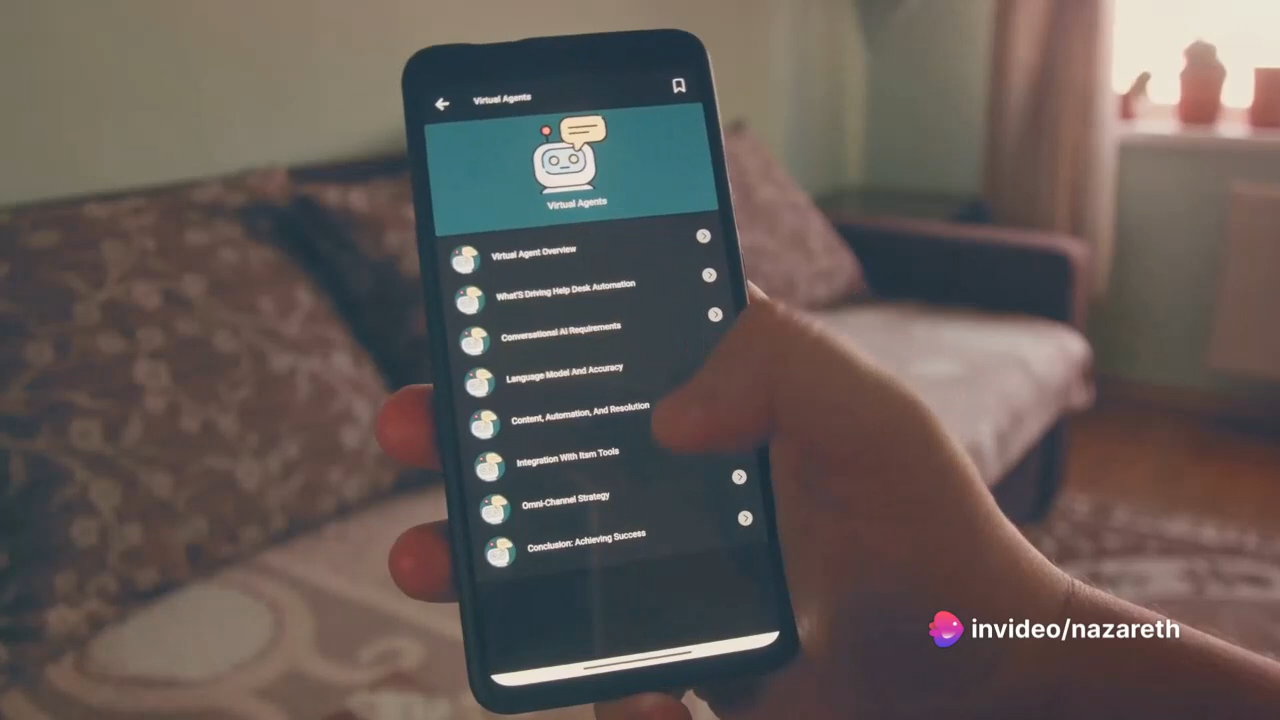 Virtual Agents
Virtual Agents
Virtual Agent Overview
What'S Driving Help Desk Automation
Conversational Ai Requirements
Language Model And Accuracy
Content, Automation, And Resolution
Integration With Itsm Tools
Omni-Channel Strategy
Conclusion: Achieving Success
invideo/nazareth